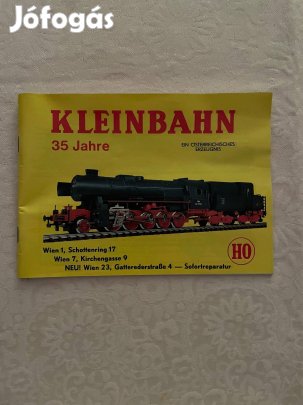 Jófogás
KLEINBAHN
35 Jahre
EIN ÖSTERREICHISCHES
ERZEUGNIS
Wien 1, Schottenring 17
Wien 7, Kirchengasse 9
NEU! Wien 23, Gatterederstraße 4 — Sofortreparatur
HO